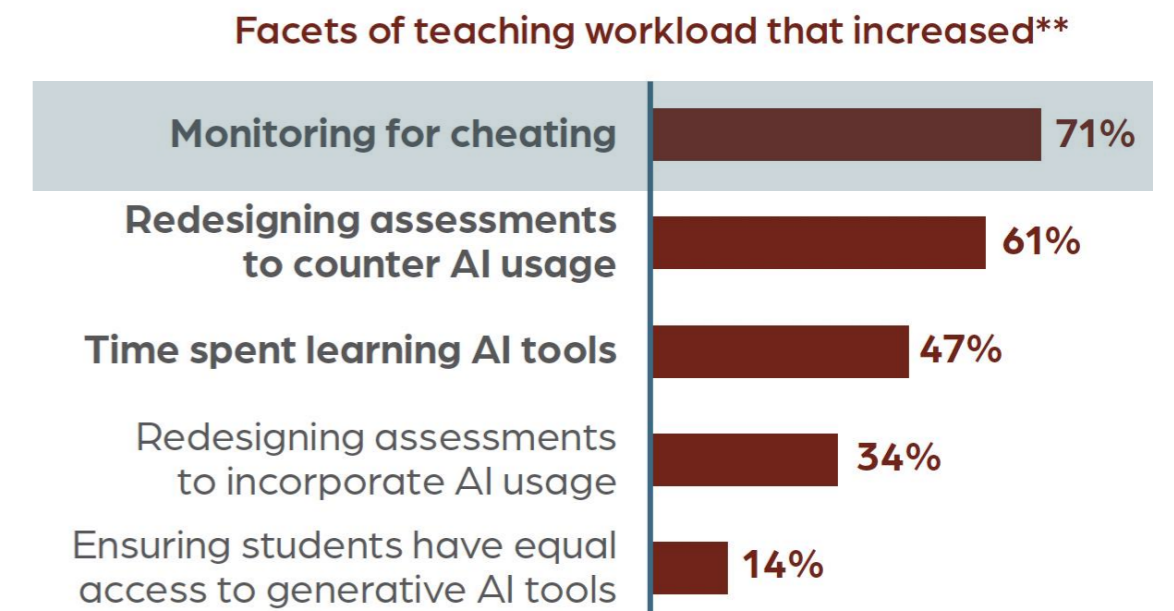 Facets of teaching workload that increased**
Monitoring for cheating
71%
Redesigning assessments
to counter AI usage
61%
Time spent learning AI tools
47%
Redesigning assessments
to incorporate AI usage
34%
Ensuring students have equal
access to generative AI tools
14%